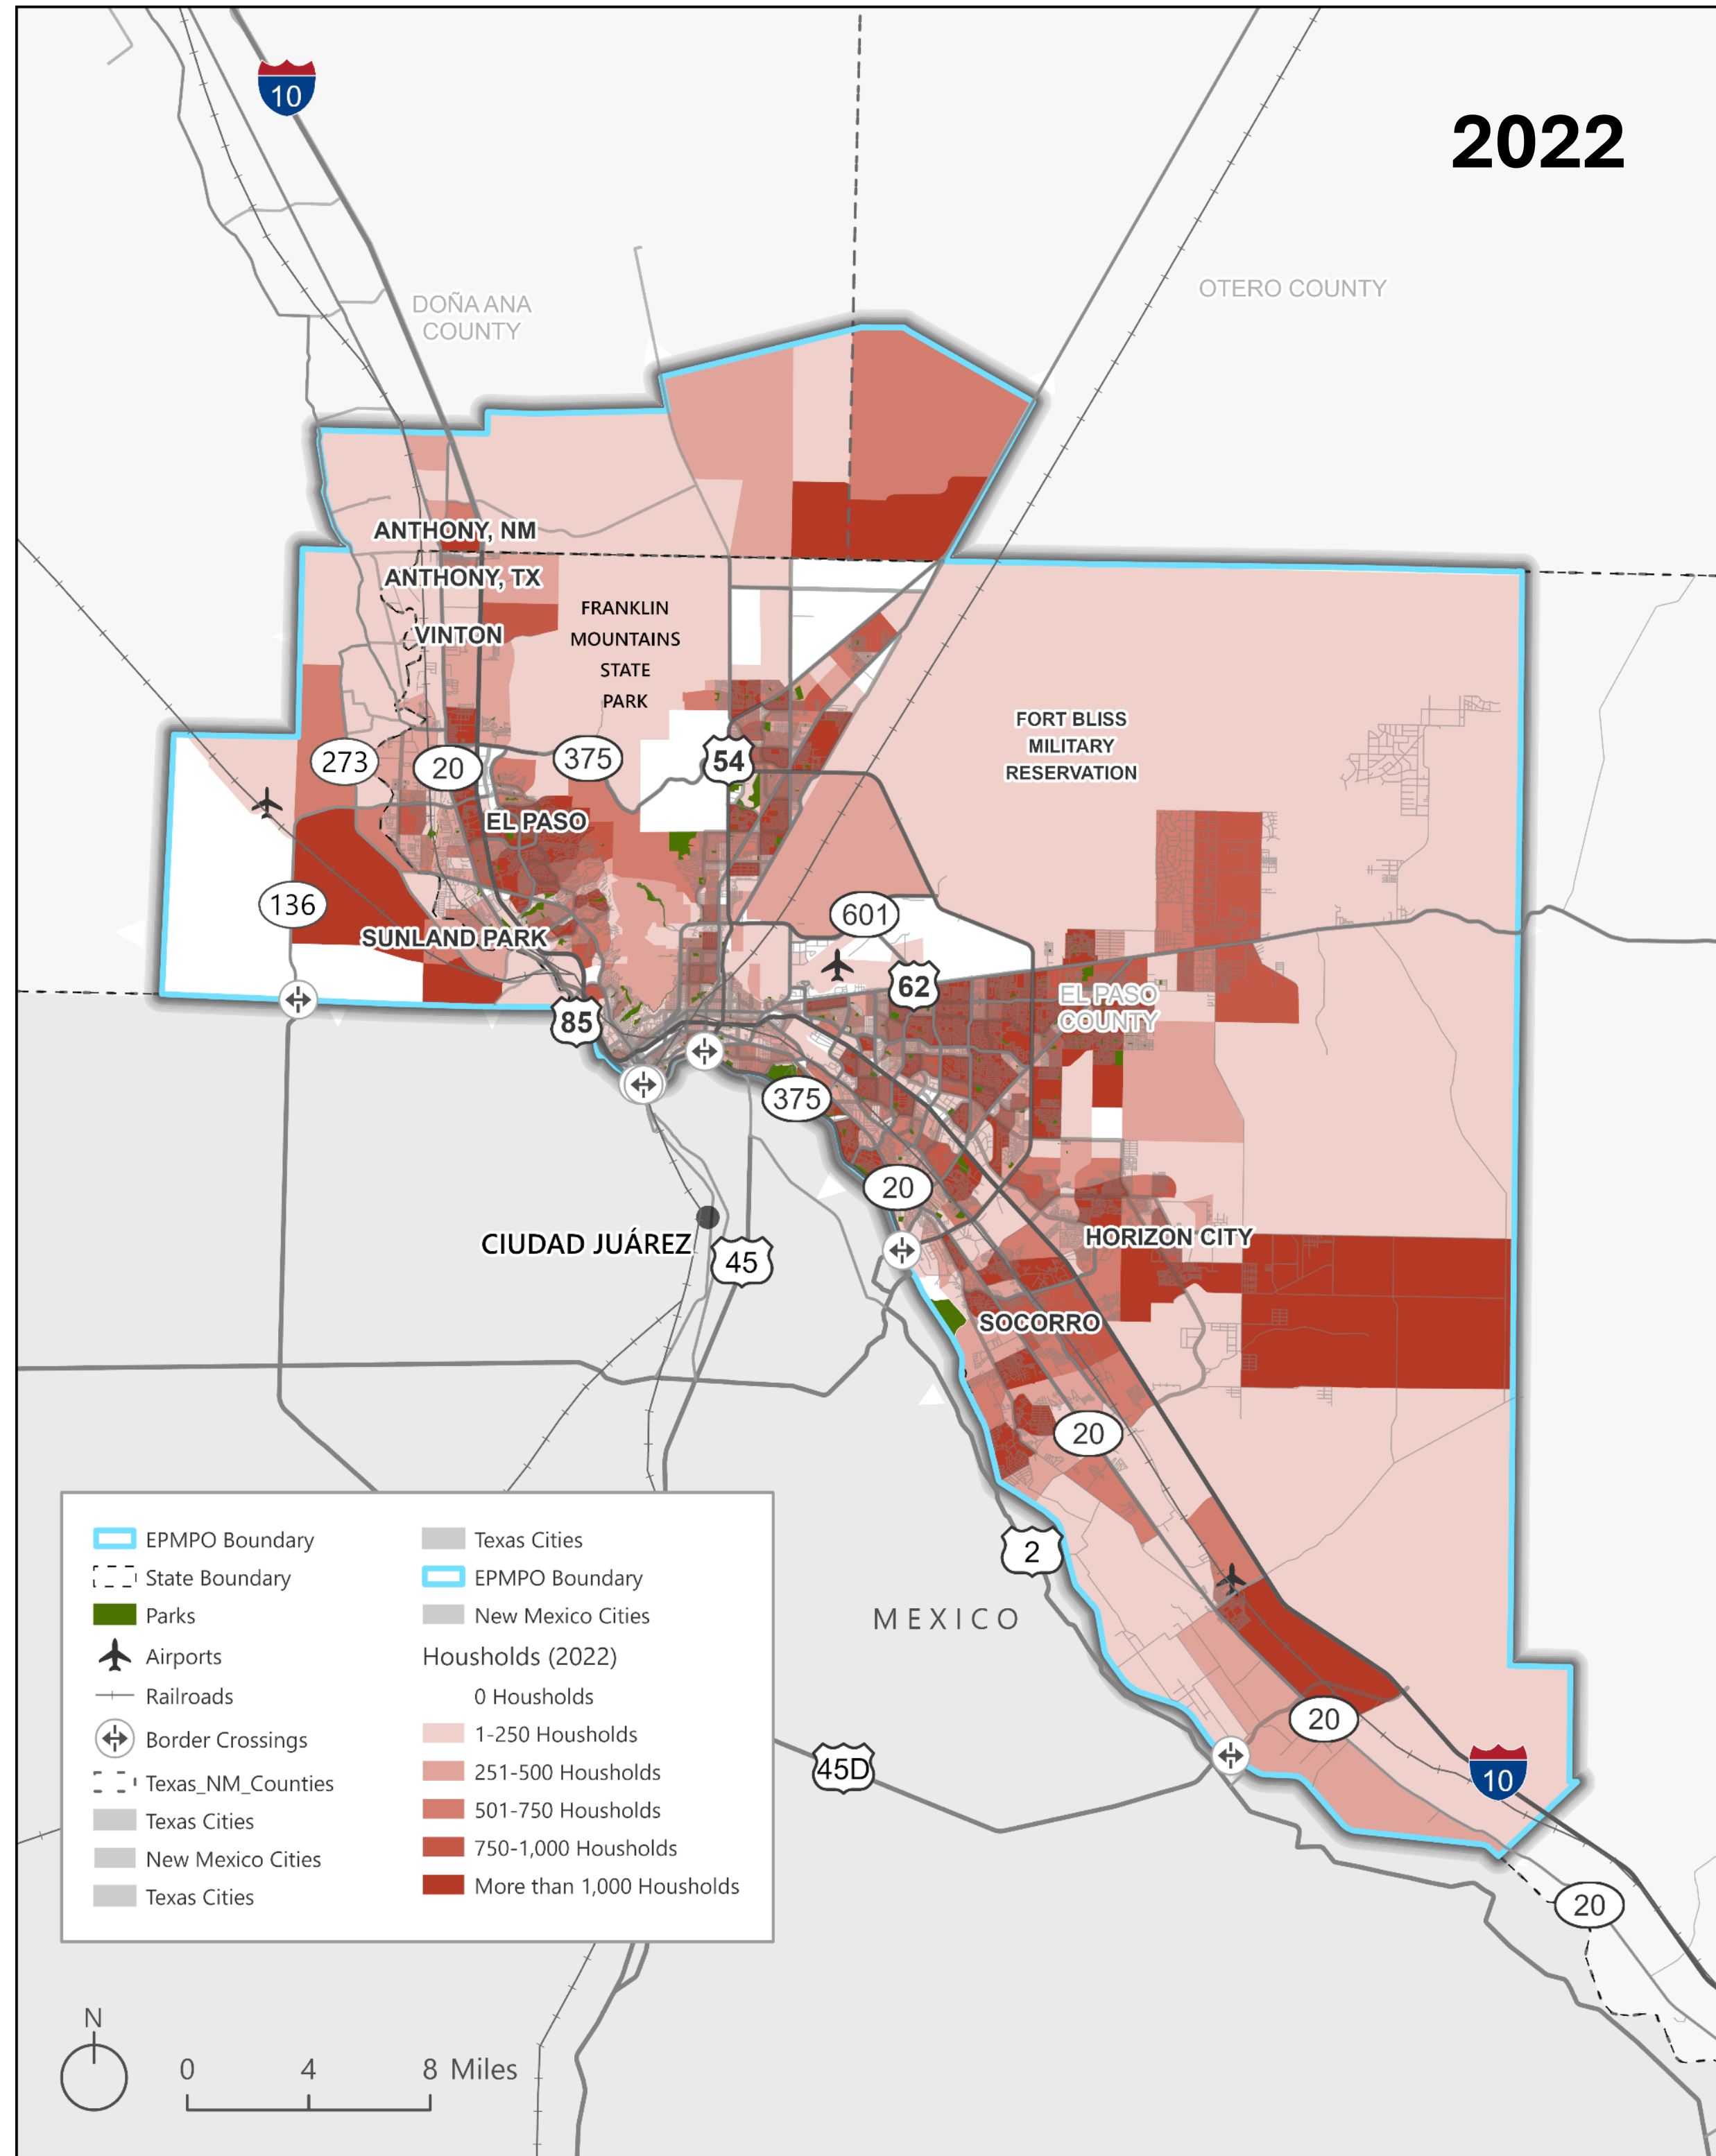 10
2022
DOÑA ANA
COUNTY
OTERO COUNTY
ANTHONY, NM
ANTHONY, TX
VINTON
FRANKLIN
MOUNTAINS
STATE
PARK
FORT BLISS
MILITARY
RESERVATION
273
20
375
54
EL PASO
136
601
SUNLAND PARK
62
EL PASO
COUNTY
85
375
20
CIUDAD JUÁREZ
45
HORIZON CITY
SOCORRO
20
2
MEXICO
20
45D
10
20
EPMPO Boundary
State Boundary
Parks
Airports
Railroads
Border Crossings
Texas_NM_Counties
Texas Cities
New Mexico Cities
Texas Cities
Texas Cities
EPMPO Boundary
New Mexico Cities
Housholds (2022)
0 Housholds
1-250 Housholds
251-500 Housholds
501-750 Housholds
750-1,000 Housholds
More than 1,000 Housholds
N
0 4 8 Miles